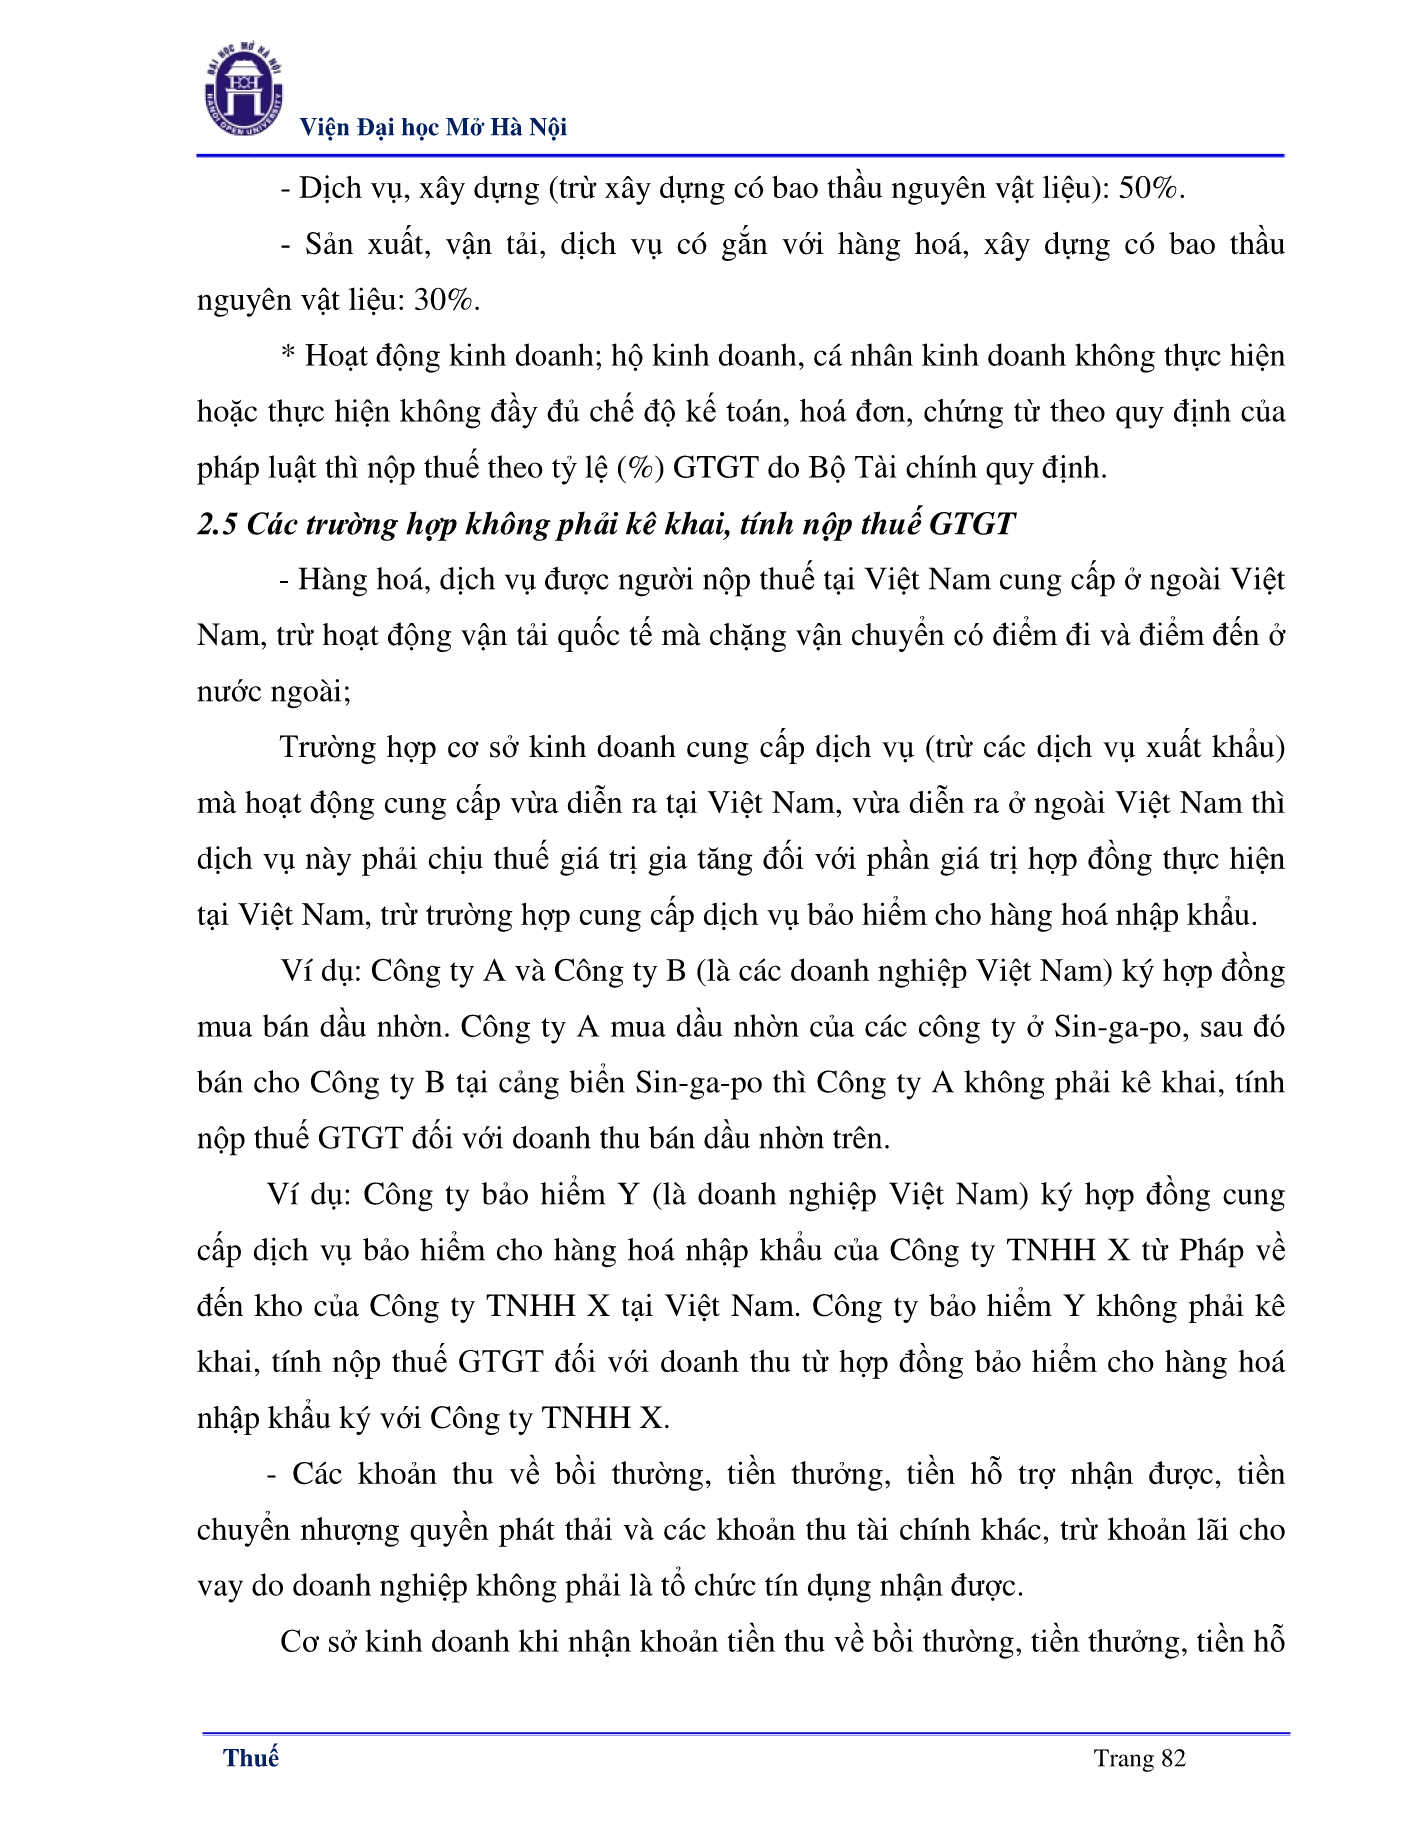 ĐẠI HỌC MỞ HÀ NỘI
HANOI OPEN UNIVERSITY
Viện Đại học Mở Hà Nội
- Dịch vụ, xây dựng (trừ xây dựng có bao thầu nguyên vật liệu): 50%.
- Sản xuất, vận tải, dịch vụ có gắn với hàng hoá, xây dựng có bao thầu
nguyên vật liệu: 30%.
* Hoạt động kinh doanh; hộ kinh doanh, cá nhân kinh doanh không thực hiện
hoặc thực hiện không đầy đủ chế độ kế toán, hoá đơn, chứng từ theo quy định của
pháp luật thì nộp thuế theo tỷ lệ (%) GTGT do Bộ Tài chính quy định.
2.5 Các trường hợp không phải kê khai, tính nộp thuế GTGT
- Hàng hoá, dịch vụ được người nộp thuế tại Việt Nam cung cấp ở ngoài Việt
Nam, trừ hoạt động vận tải quốc tế mà chặng vận chuyển có điểm đi và điểm đến ở
nước ngoài;
Trường hợp cơ sở kinh doanh cung cấp dịch vụ (trừ các dịch vụ xuất khẩu)
mà hoạt động cung cấp vừa diễn ra tại Việt Nam, vừa diễn ra ở ngoài Việt Nam thì
dịch vụ này phải chịu thuế giá trị gia tăng đối với phần giá trị hợp đồng thực hiện
tại Việt Nam, trừ trường hợp cung cấp dịch vụ bảo hiểm cho hàng hoá nhập khẩu.
Ví dụ: Công ty A và Công ty B (là các doanh nghiệp Việt Nam) ký hợp đồng
mua bán dầu nhờn. Công ty A mua dầu nhờn của các công ty ở Sin-ga-po, sau đó
bán cho Công ty B tại cảng biển Sin-ga-po thì Công ty A không phải kê khai, tính
nộp thuế GTGT đối với doanh thu bán dầu nhờn trên.
Ví dụ: Công ty bảo hiểm Y (là doanh nghiệp Việt Nam) ký hợp đồng cung
cấp dịch vụ bảo hiểm cho hàng hoá nhập khẩu của Công ty TNHH X từ Pháp về
đến kho của Công ty TNHH X tại Việt Nam. Công ty bảo hiểm Y không phải kê
khai, tính nộp thuế GTGT đối với doanh thu từ hợp đồng bảo hiểm cho hàng hoá
nhập khẩu ký với Công ty TNHH X.
- Các khoản thu về bồi thường, tiền thưởng, tiền hỗ trợ nhận được, tiền
chuyển nhượng quyền phát thải và các khoản thu tài chính khác, trừ khoản lãi cho
vay do doanh nghiệp không phải là tổ chức tín dụng nhận được.
Cơ sở kinh doanh khi nhận khoản tiền thu về bồi thường, tiền thưởng, tiền hỗ
Thuế
Trang 82